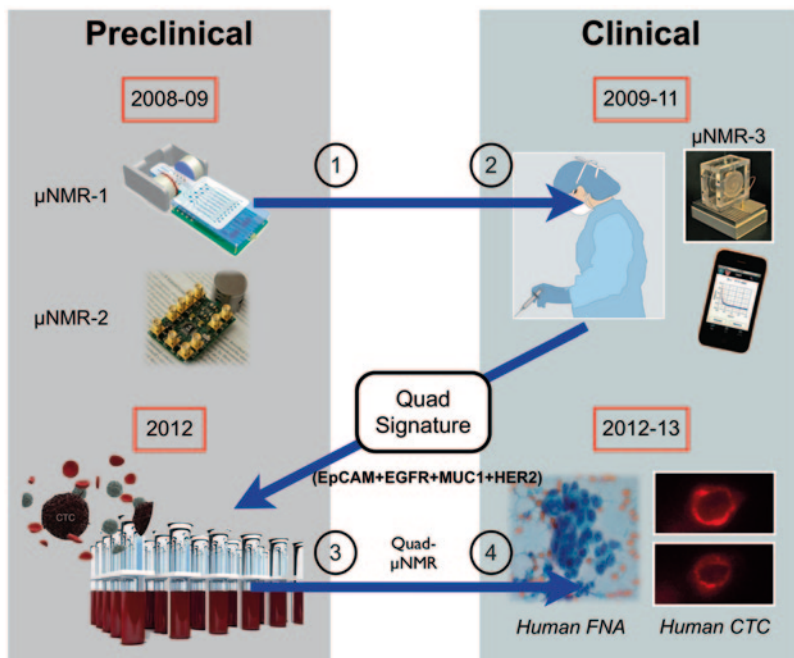 Preclinical
Clinical
2008-09
2009-11
µNMR-3
1
2
µNMR-1
µNMR-2
Quad
Signature
2012
2012-13
(EpCAM+EGFR+MUC1+HER2)
CTC
3
Quad-
µNMR
4
Human FNA
Human CTC